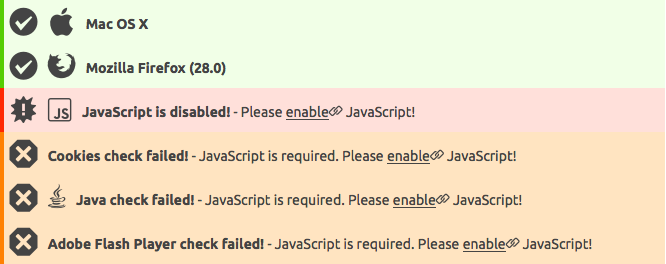 Mac OS X
Mozilla Firefox (28.0)
JS JavaScript is disabled! - Please enable JavaScript!
Cookies check failed! - JavaScript is required. Please enable JavaScript!
Java check failed! - JavaScript is required. Please enable JavaScript!
Adobe Flash Player check failed! - JavaScript is required. Please enable JavaScript!